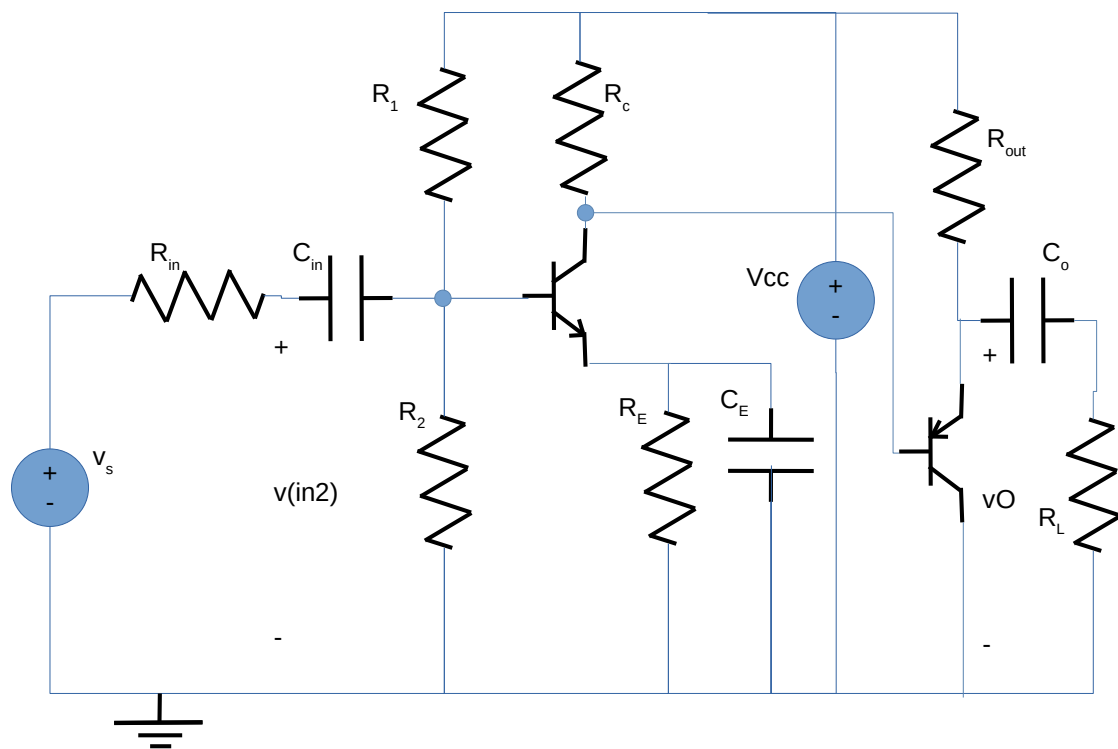 R1
Rc
Rout
Rin
Cin
Vcc
+
-
Co
+
+
R2
RE
CE
vs
+
-
v(in2)
vO
RL
-
-